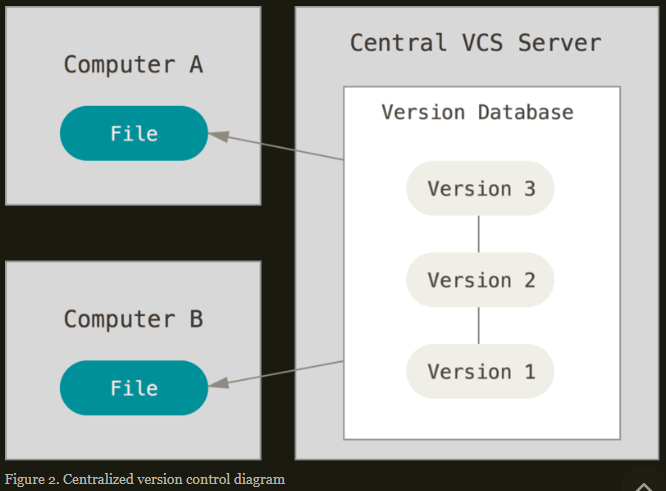 Computer A
File
Central VCS Server
Version Database
Version 3
Version 2
Version 1
Computer B
File
Figure 2. Centralized version control diagram